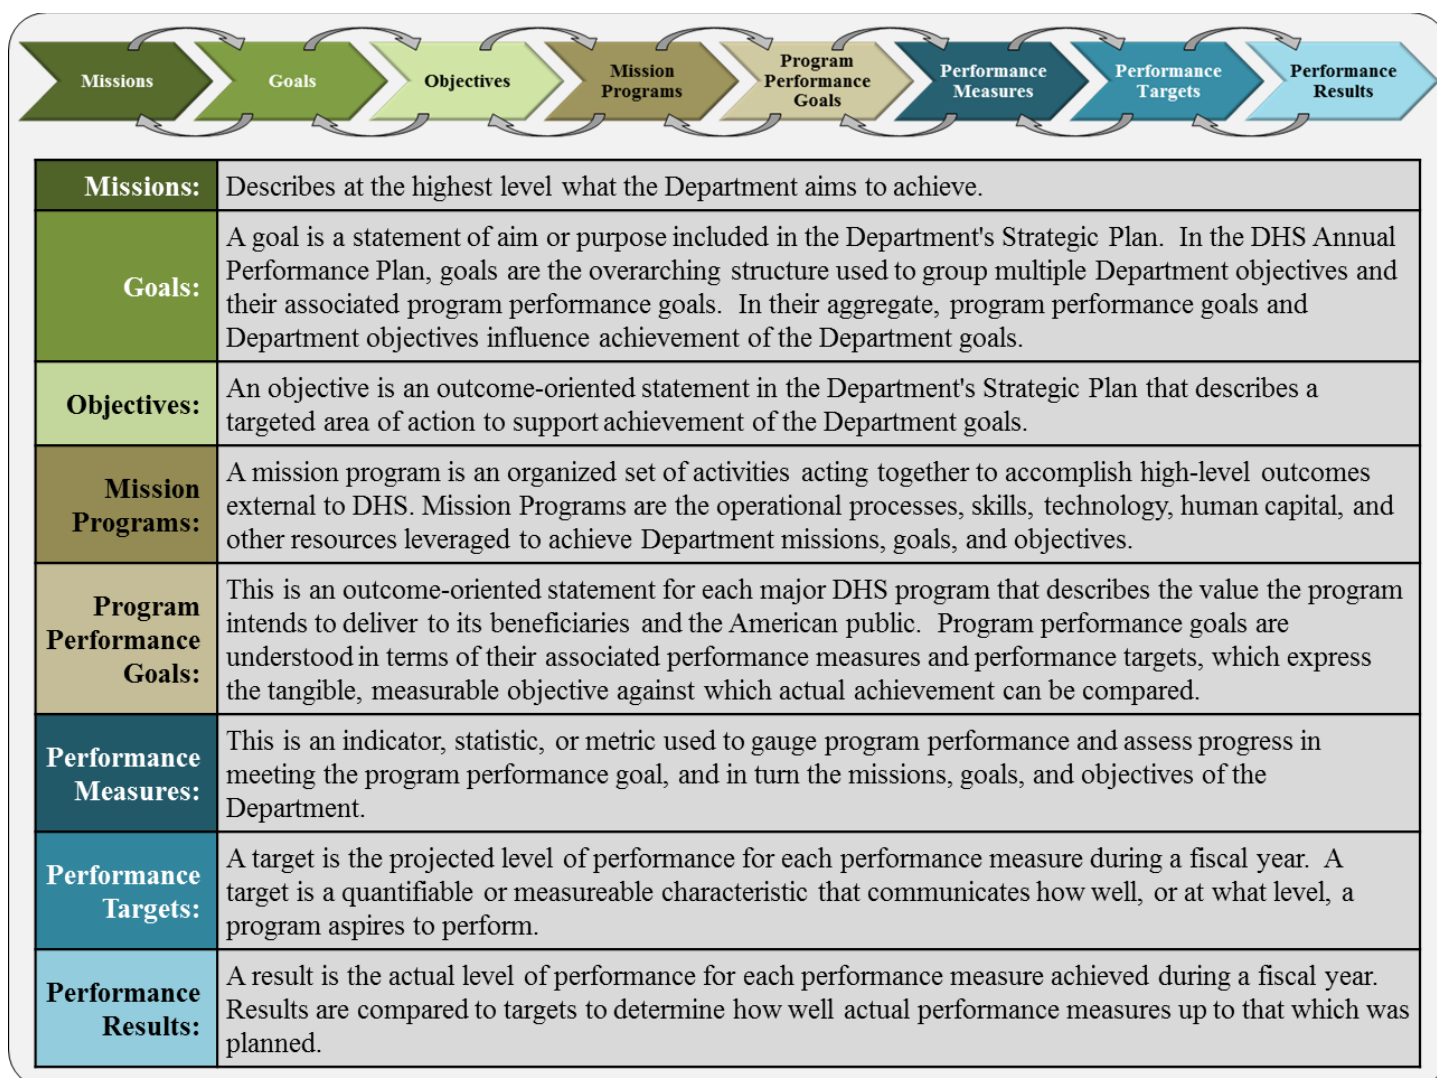 Missions
Goals
Objectives
Mission
Programs
Program
Performance
Goals
Performance
Measures
Performance
Targets
Performance
Results
Missions:
Describes at the highest level what the Department aims to achieve.
Goals:
A goal is a statement of aim or purpose included in the Department's Strategic Plan.  In the DHS Annual
Performance Plan, goals are the overarching structure used to group multiple Department objectives and
their associated program performance goals.  In their aggregate, program performance goals and
Department objectives influence achievement of the Department goals.
Objectives:
An objective is an outcome-oriented statement in the Department's Strategic Plan that describes a
targeted area of action to support achievement of the Department goals.
Mission
Programs:
A mission program is an organized set of activities acting together to accomplish high-level outcomes
external to DHS. Mission Programs are the operational processes, skills, technology, human capital, and
other resources leveraged to achieve Department missions, goals, and objectives.
Program
Performance
Goals:
This is an outcome-oriented statement for each major DHS program that describes the value the program
intends to deliver to its beneficiaries and the American public.  Program performance goals are
understood in terms of their associated performance measures and performance targets, which express
the tangible, measurable objective against which actual achievement can be compared.
Performance
Measures:
This is an indicator, statistic, or metric used to gauge program performance and assess progress in
meeting the program performance goal, and in turn the missions, goals, and objectives of the
Department.
Performance
Targets:
A target is the projected level of performance for each performance measure during a fiscal year.  A
target is a quantifiable or measureable characteristic that communicates how well, or at what level, a
program aspires to perform.
Performance
Results:
A result is the actual level of performance for each performance measure achieved during a fiscal year.
Results are compared to targets to determine how well actual performance measures up to that which was
planned.